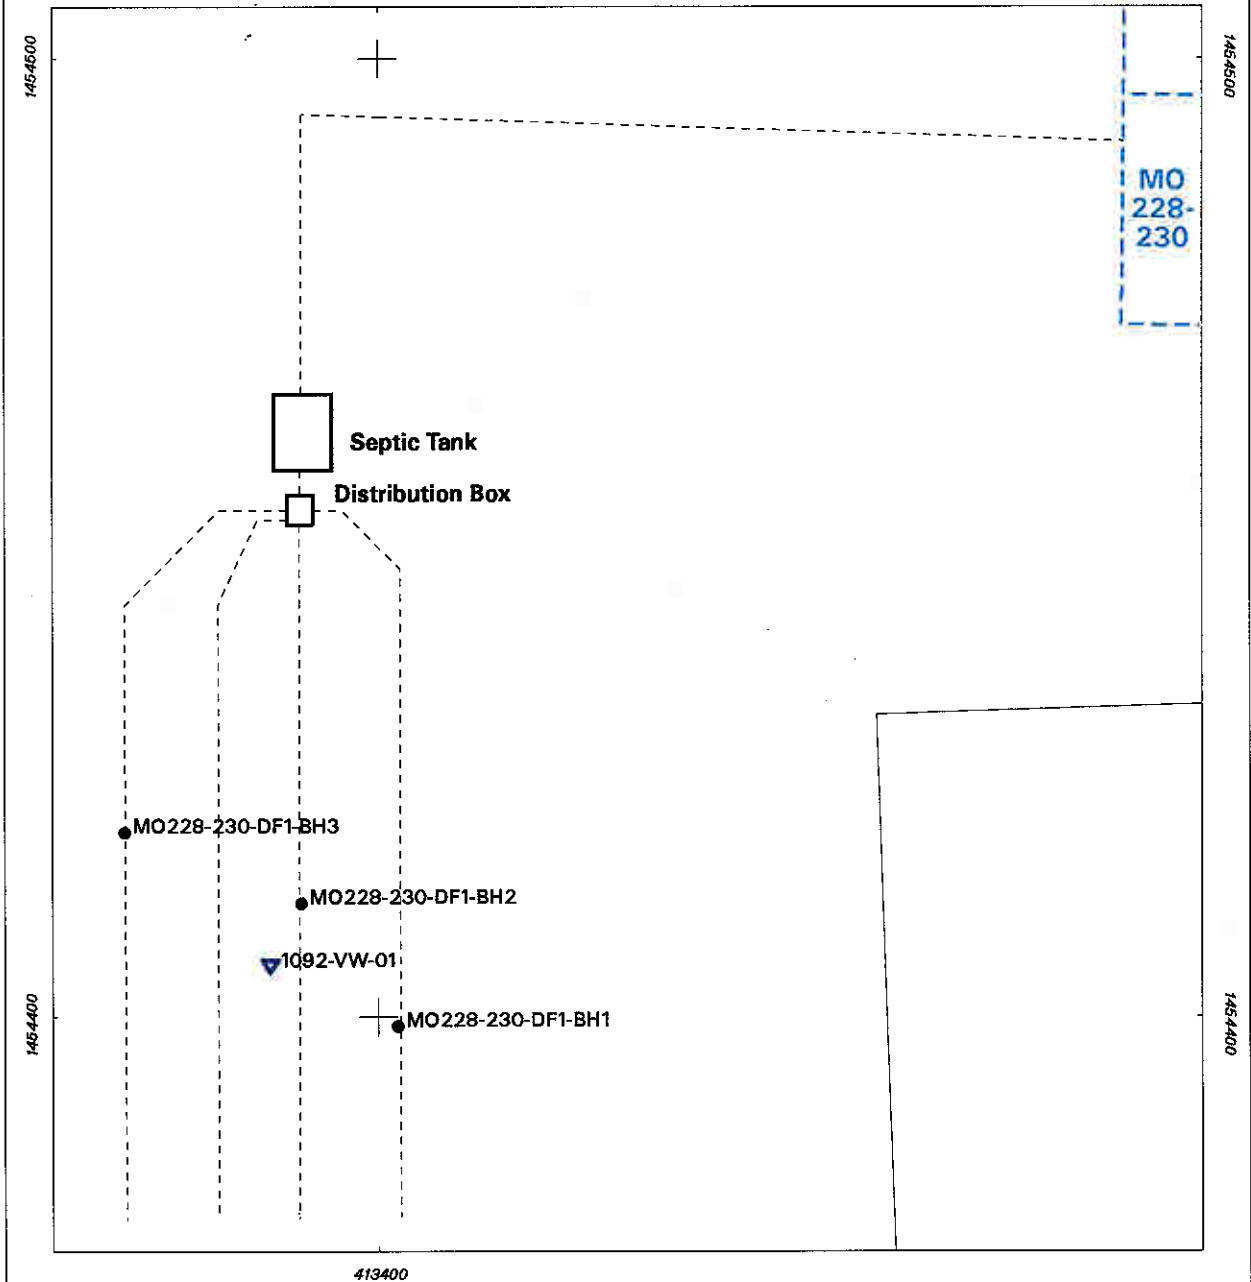 1454500
1454500
MO
228-
230
Septic Tank
Distribution Box
MO228-230-DF1-BH3
MO228-230-DF1-BH2
1092-VW-01
MO228-230-DF1-BH1
1454400
1454400
413400